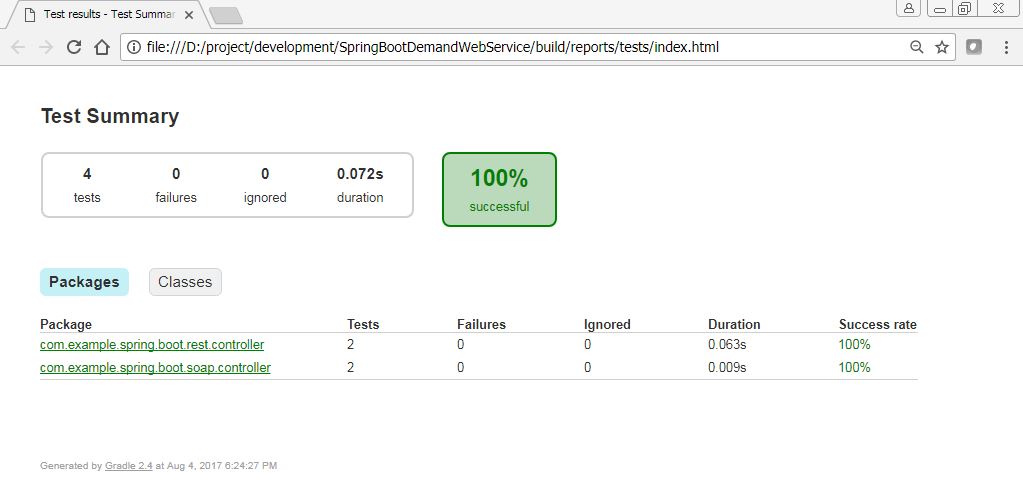 Test results - Test Summar
file:///D:/project/development/SpringBootDemandWebService/build/reports/tests/index.html
Test Summary
4 0 0 0.072s
tests failures ignored duration
100%
successful
Packages Classes
Package Tests Failures Ignored Duration Success rate
com.example.spring.boot.rest.controller 2 0 0 0.063s 100%
com.example.spring.boot.soap.controller 2 0 0 0.009s 100%
Generated by Gradle 2.4 at Aug 4, 2017 6:24:27 PM